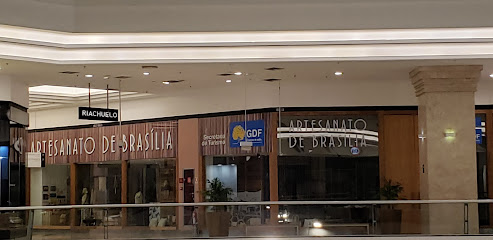 RIACHUELO
ARTESANATO DE BRASÍLIA
Secretaria
de Turismo
GDF
ARTESANATO
DE BRASÍLIA